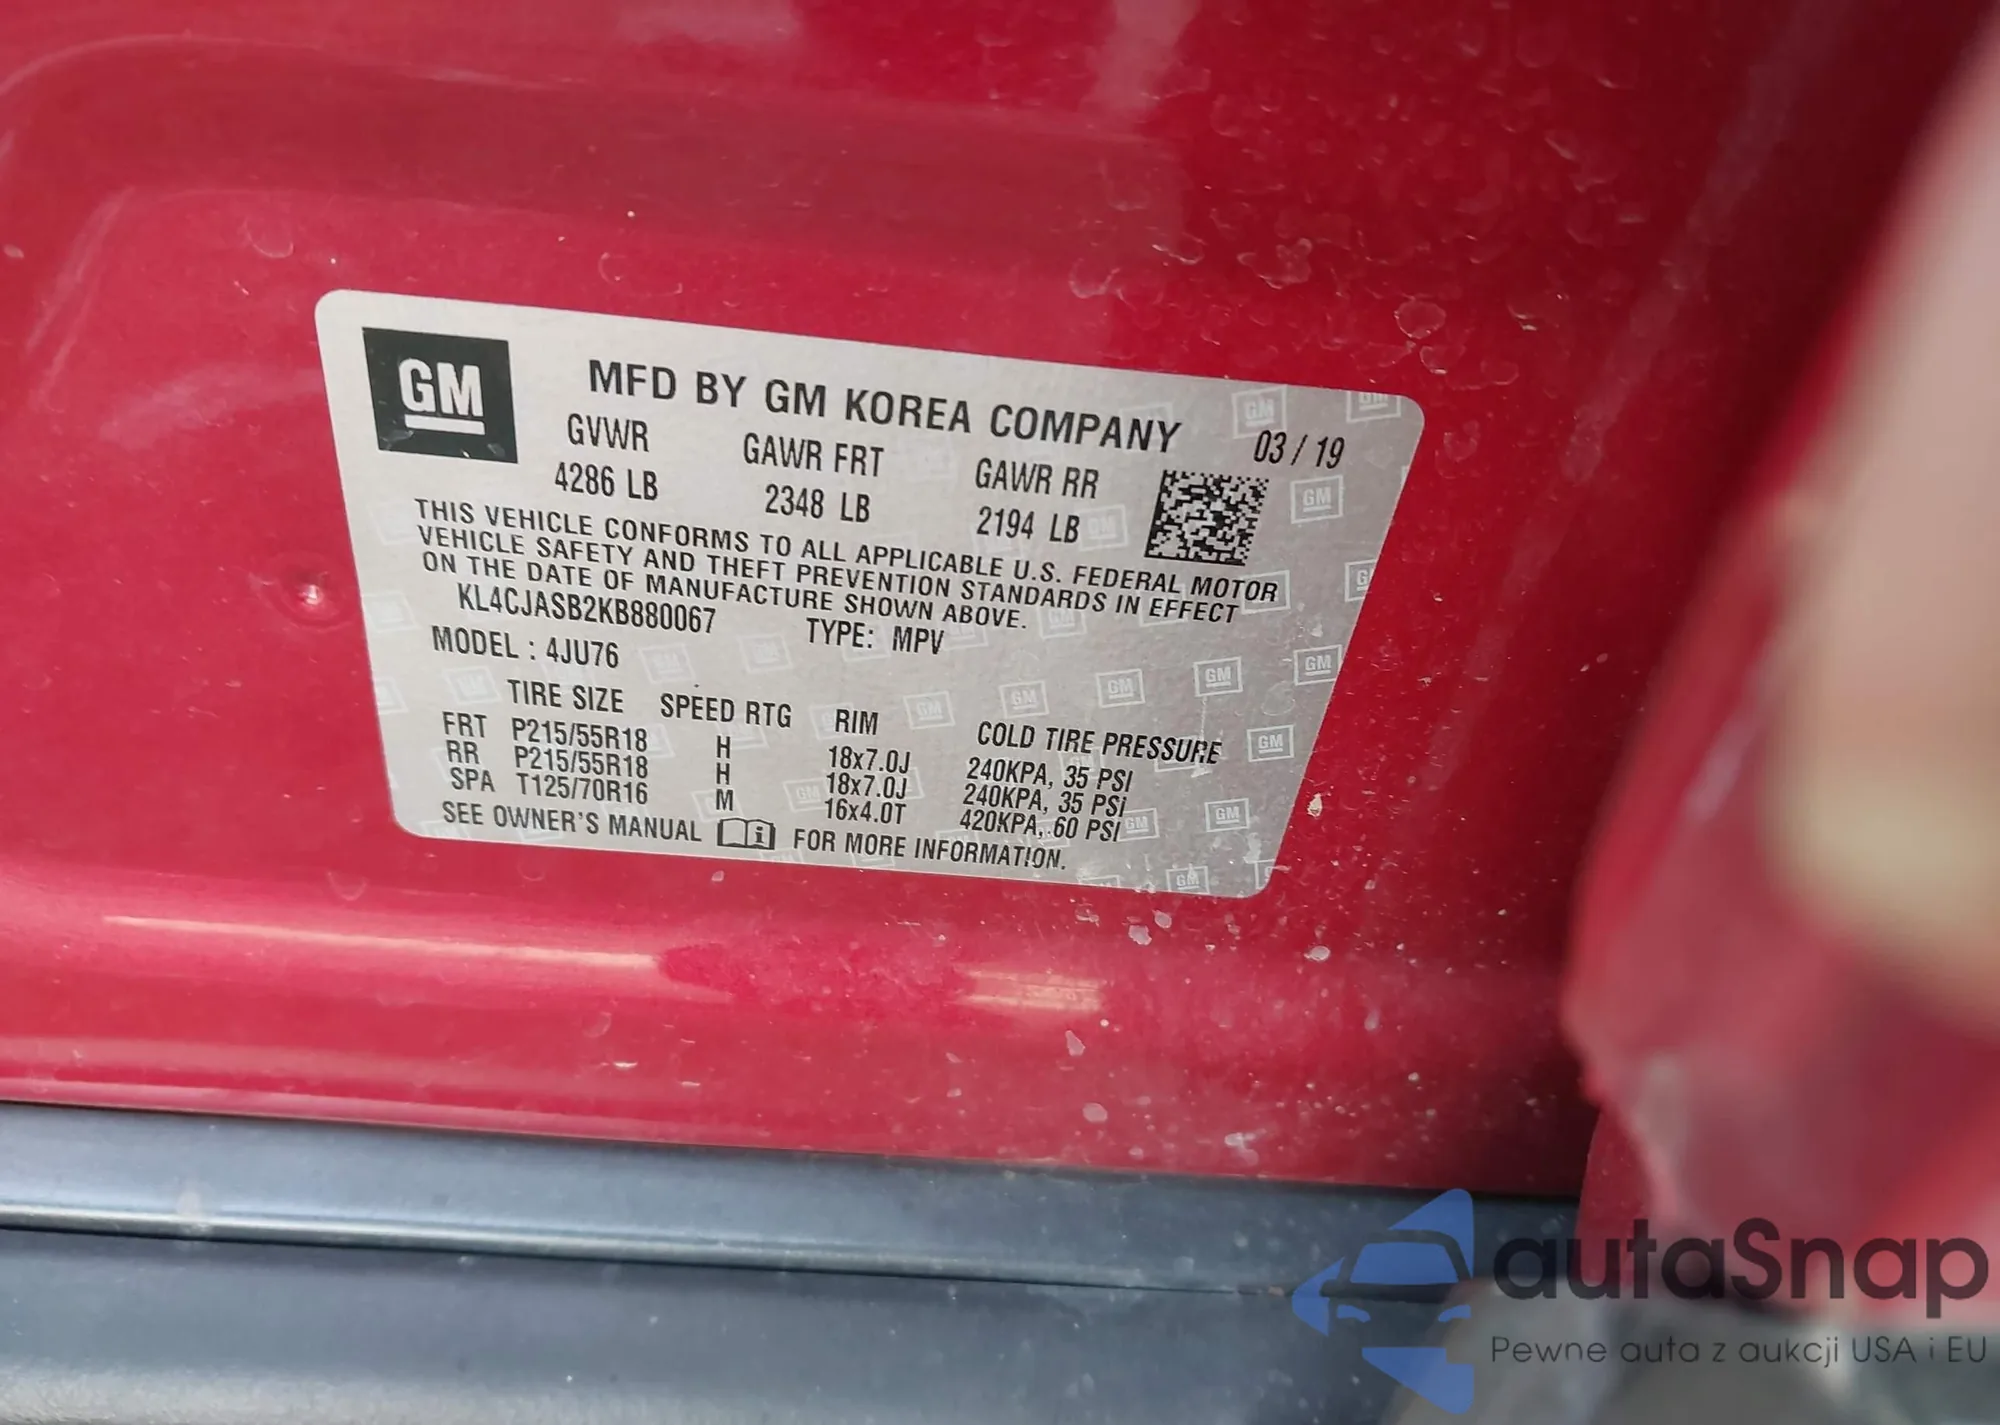 GM
MFD BY GM KOREA COMPANY 03 / 19
GVWR GAWR FRT GAWR RR
4286 LB 2348 LB 2194 LB
THIS VEHICLE CONFORMS TO ALL APPLICABLE U.S. FEDERAL MOTOR
VEHICLE SAFETY AND THEFT PREVENTION STANDARDS IN EFFECT
ON THE DATE OF MANUFACTURE SHOWN ABOVE.
KL4CJASB2KB880067 TYPE: MPV
MODEL : 4JU76
TIRE SIZE SPEED RTG RIM COLD TIRE PRESSURE
FRT P215/55R18 H 18x7.0J 240KPA, 35 PSI
RR P215/55R18 H 18x7.0J 240KPA, 35 PSI
SPA T125/70R16 M 16x4.0T 420KPA, 60 PSI
SEE OWNER'S MANUAL FOR MORE INFORMATION.
autaSnap
Pewne auta z aukcji USA i EU